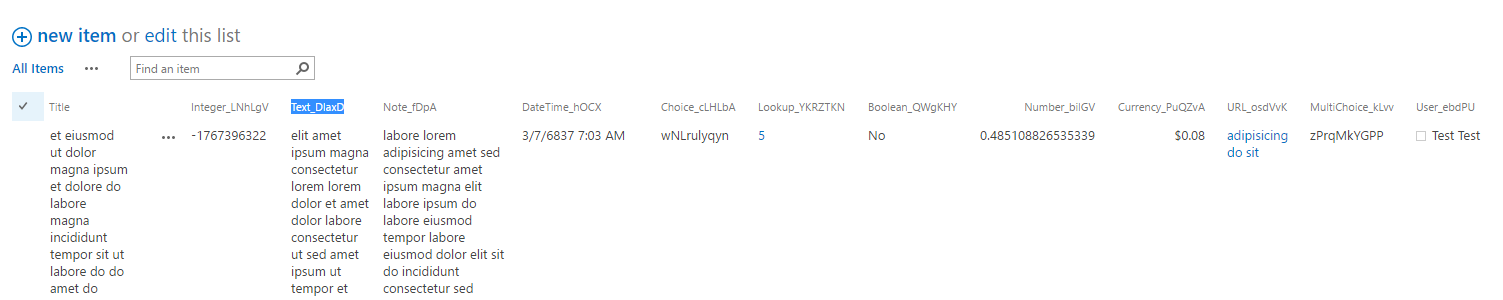 new item or edit this list
All Items ••• Find an item
Title Integer_LNhLgV Text_DlaxD Note_fDpA DateTime_hOCX Choice_cLHLbA Lookup_YKRZTKN Boolean_QWgKHY Number_bilGV Currency_PuQZvA URL_osdVvK MultiChoice_kLvv User_ebdPU
et eiusmod ••• -1767396322 elit amet labore lorem 3/7/6837 7:03 AM wNLrulyqyn 5 No 0.485108826535339 $0.08 adipisicing zPrqMkYGPP Test Test
ut dolor ipsum magna adipisicing amet sed do sit
magna ipsum consectetur consectetur amet
et dolore do lorem lorem ipsum magna elit
labore dolor et amet labore ipsum do
magna dolor labore labore eiusmod
incididunt consectetur tempor labore
tempor sit ut ut sed amet eiusmod dolor elit sit
labore do do ipsum ut do incididunt
amet do tempor et consectetur sed